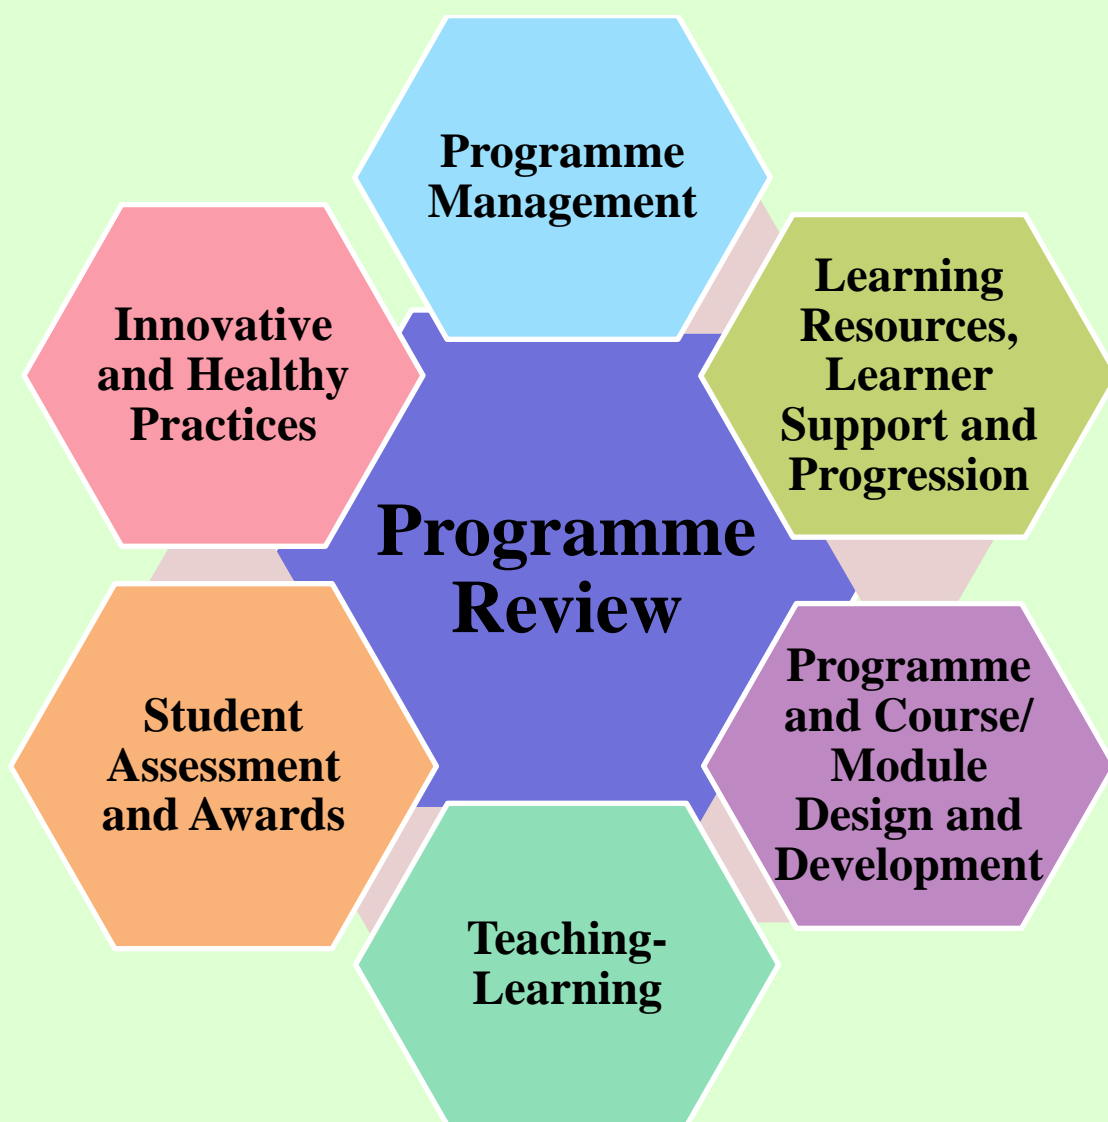 Programme
Management
Learning
Resources,
Learner
Support and
Progression
Programme
and Course/
Module
Design and
Development
Teaching-
Learning
Student
Assessment
and Awards
Innovative
and Healthy
Practices
Programme
Review